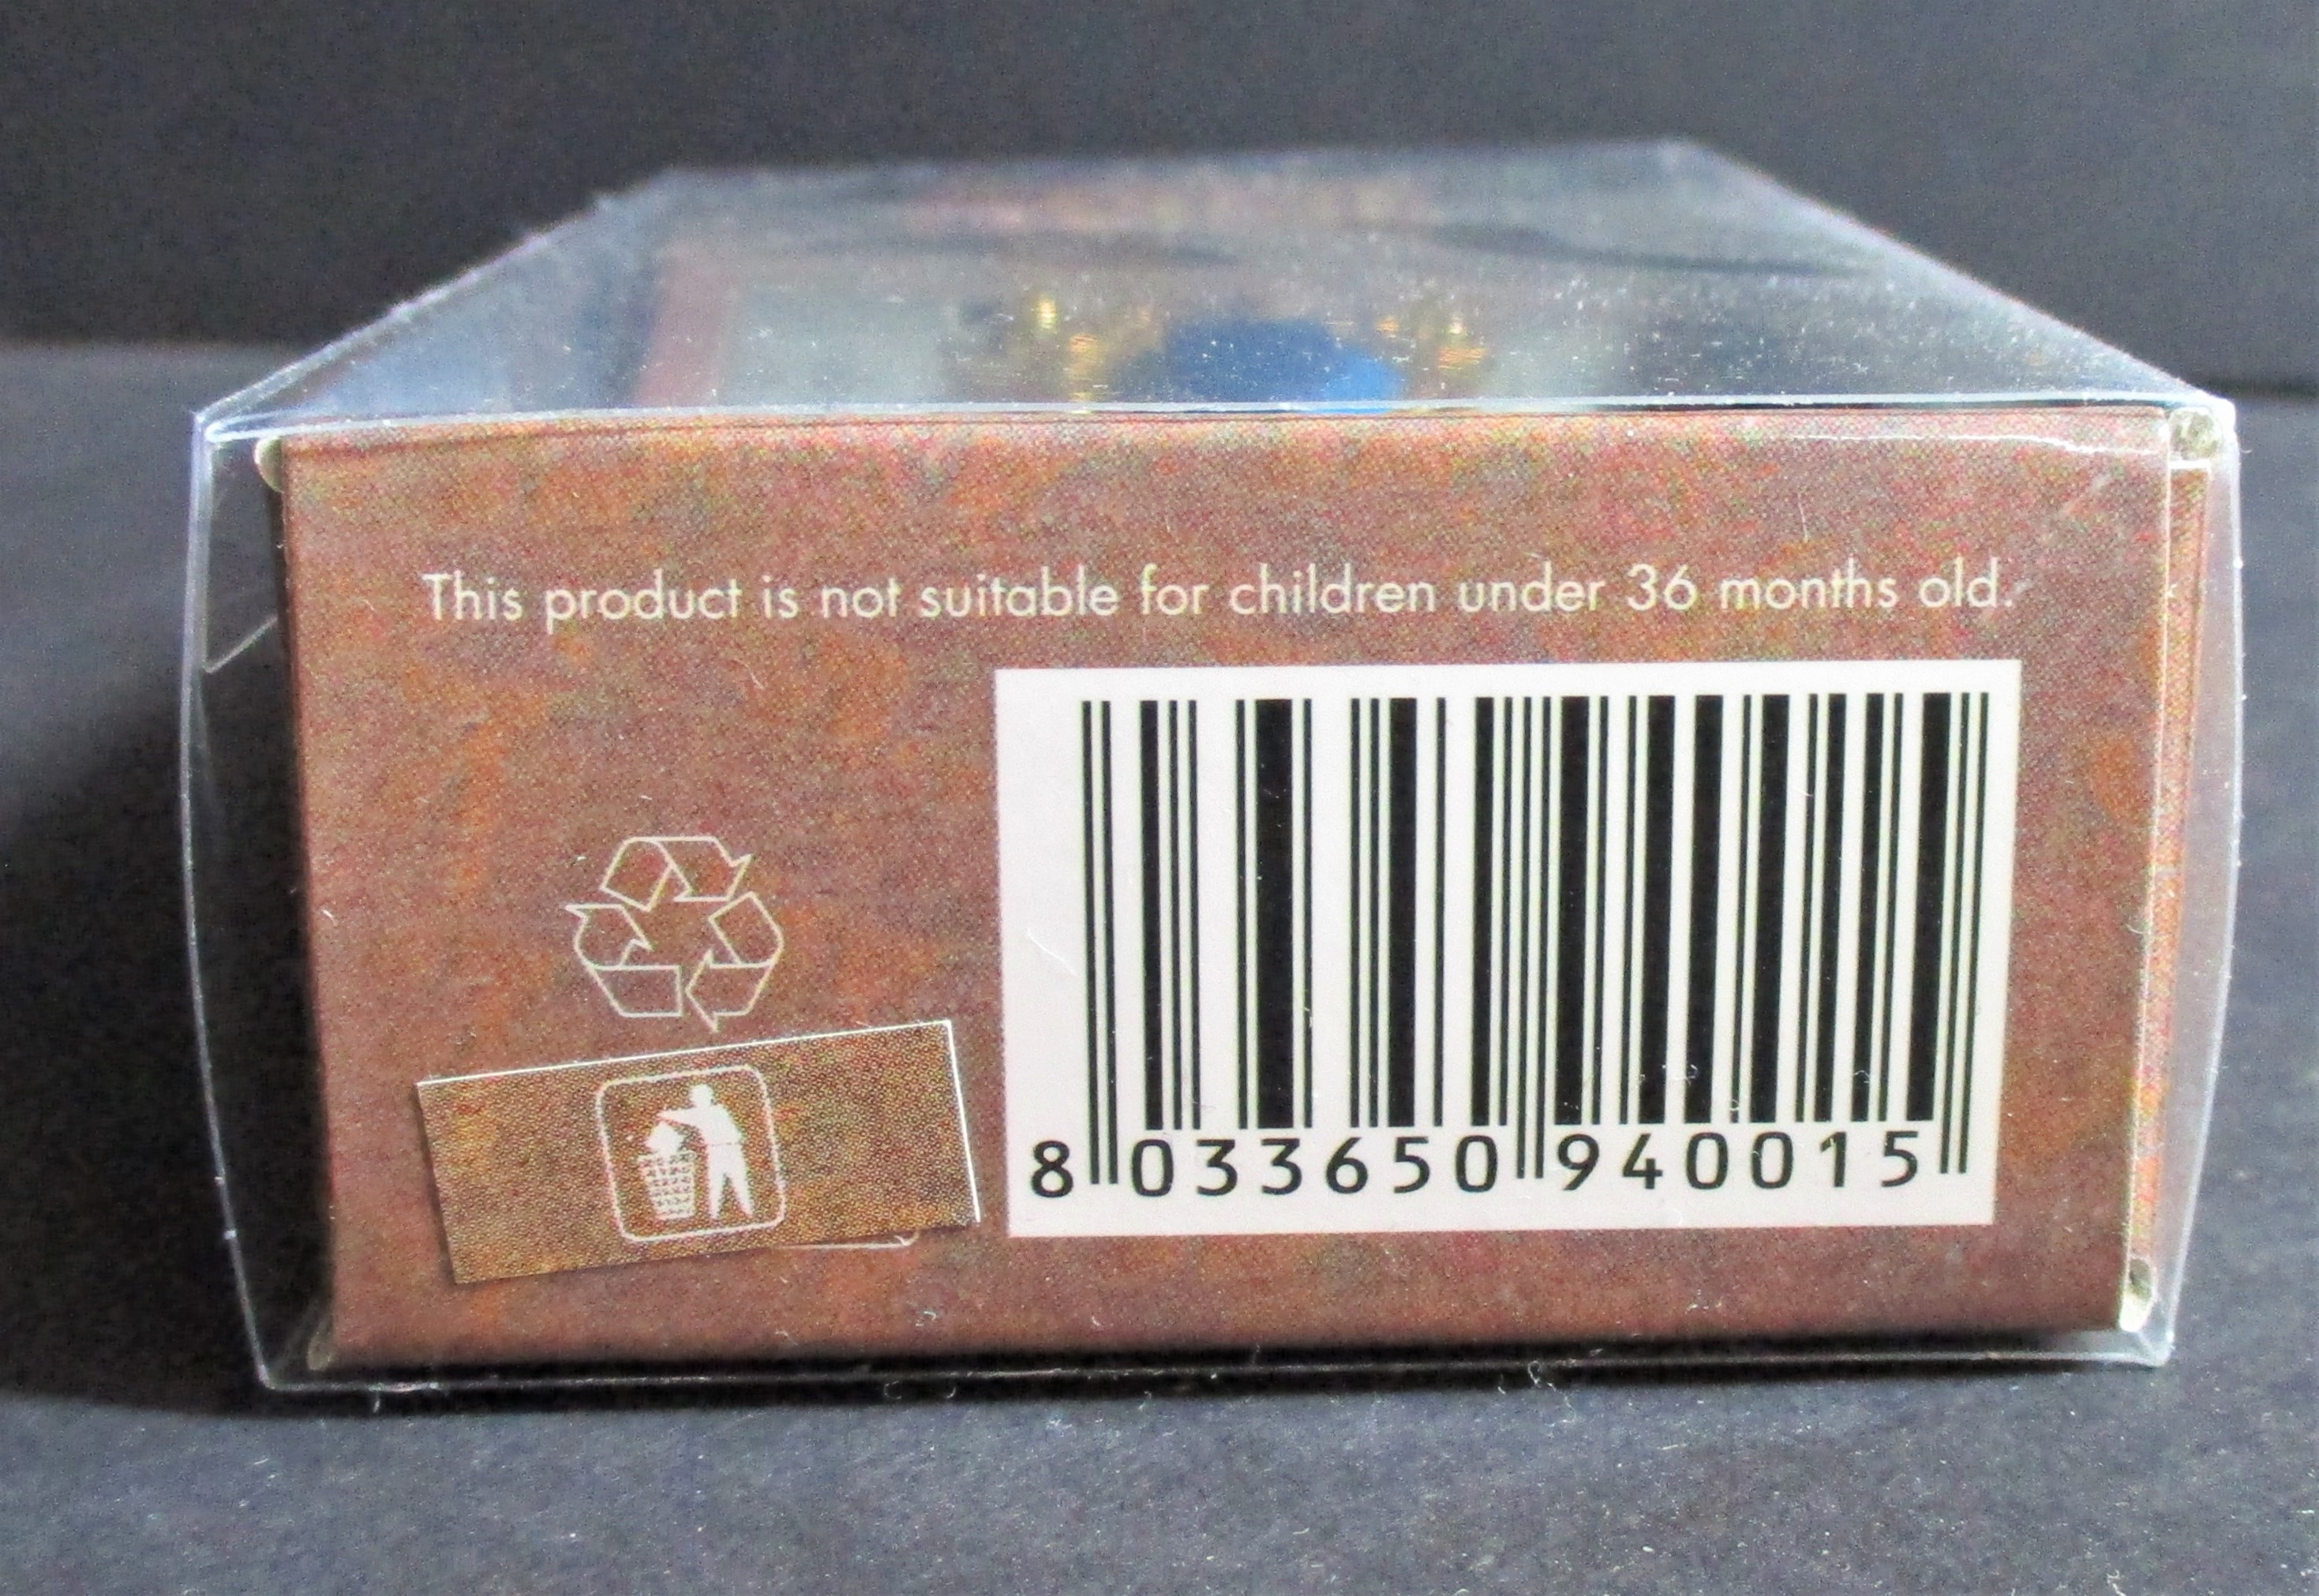 This product is not suitable for children under 36 months old.
8 033650 940015